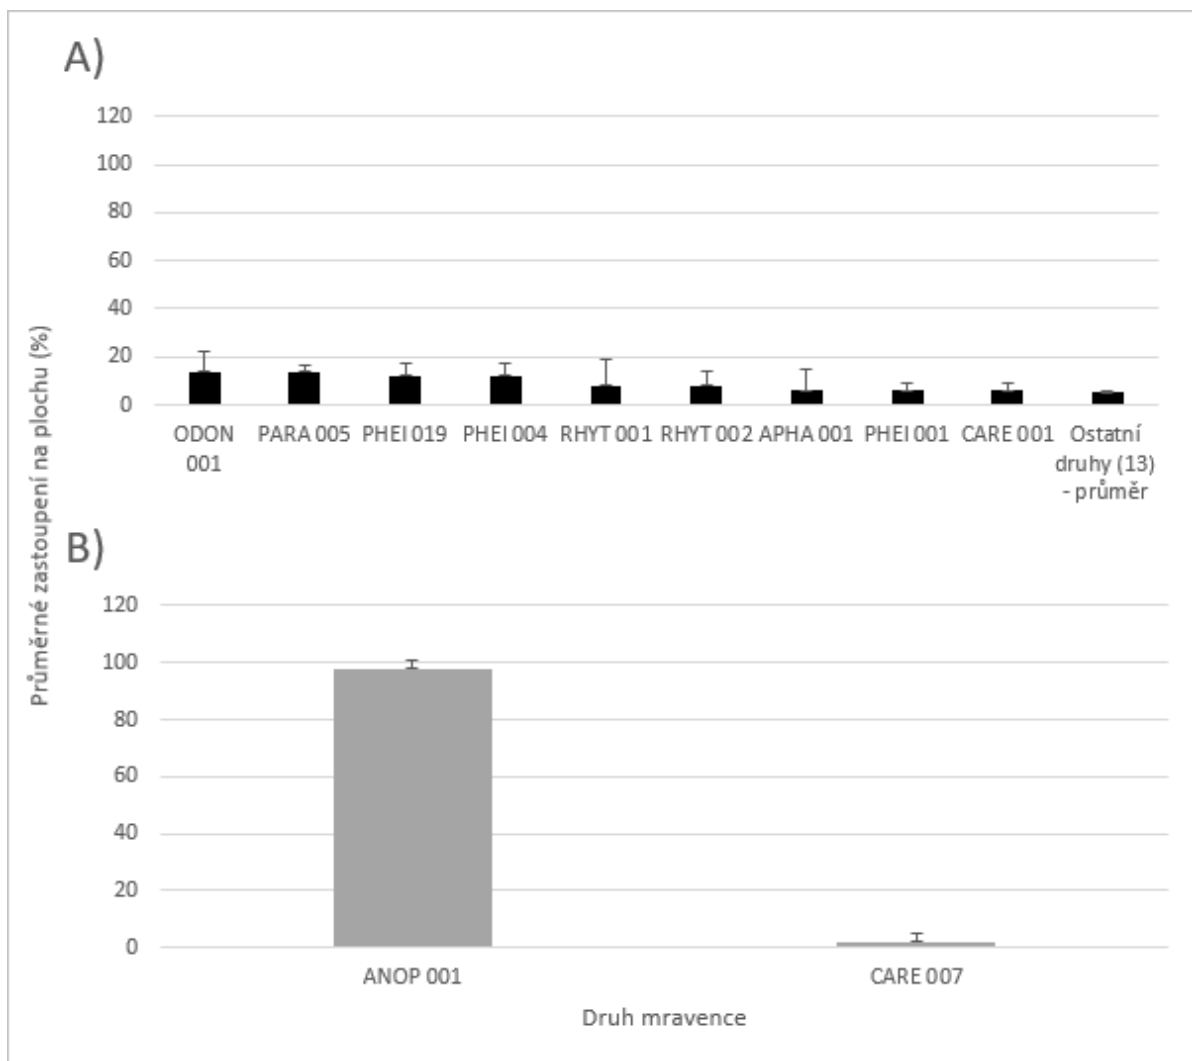 A)
120
100
80
60
40
20
0
ODON 001
PARA 005
PHEI 019
PHEI 004
RHYT 001
RHYT 002
APHA 001
PHEI 001
CARE 001
Ostatní
druhy (13)
- průměr
Průměrné zastoupení na plochu (%)
B)
120
100
80
60
40
20
0
ANOP 001
CARE 007
Druh mravence